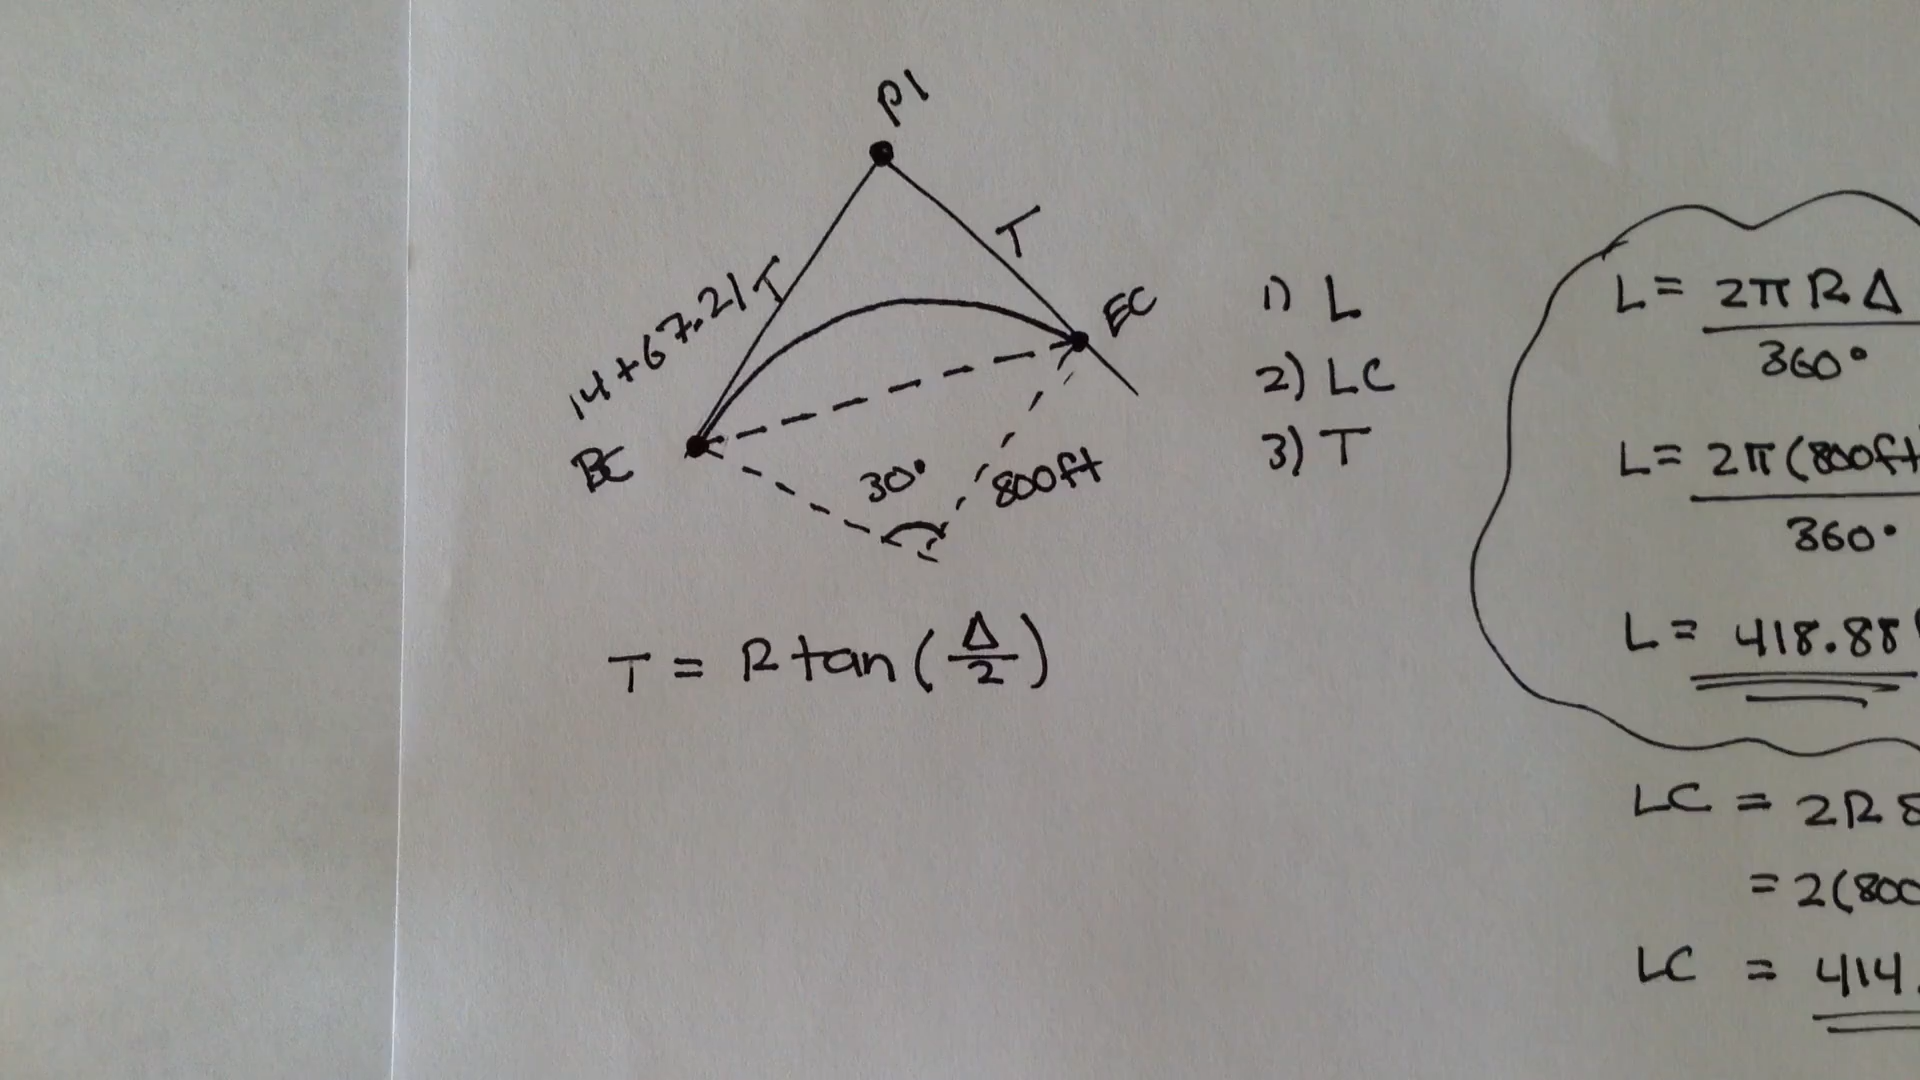 PI
T
T
14+67.21
EC
BC
30°
800ft
1) L
2) LC
3) T
T = R tan(Δ/2)
L = 2πRΔ
360°
L = 2π(800ft
360°
L = 418.88
LC = 2R
= 2(800
LC = 414.